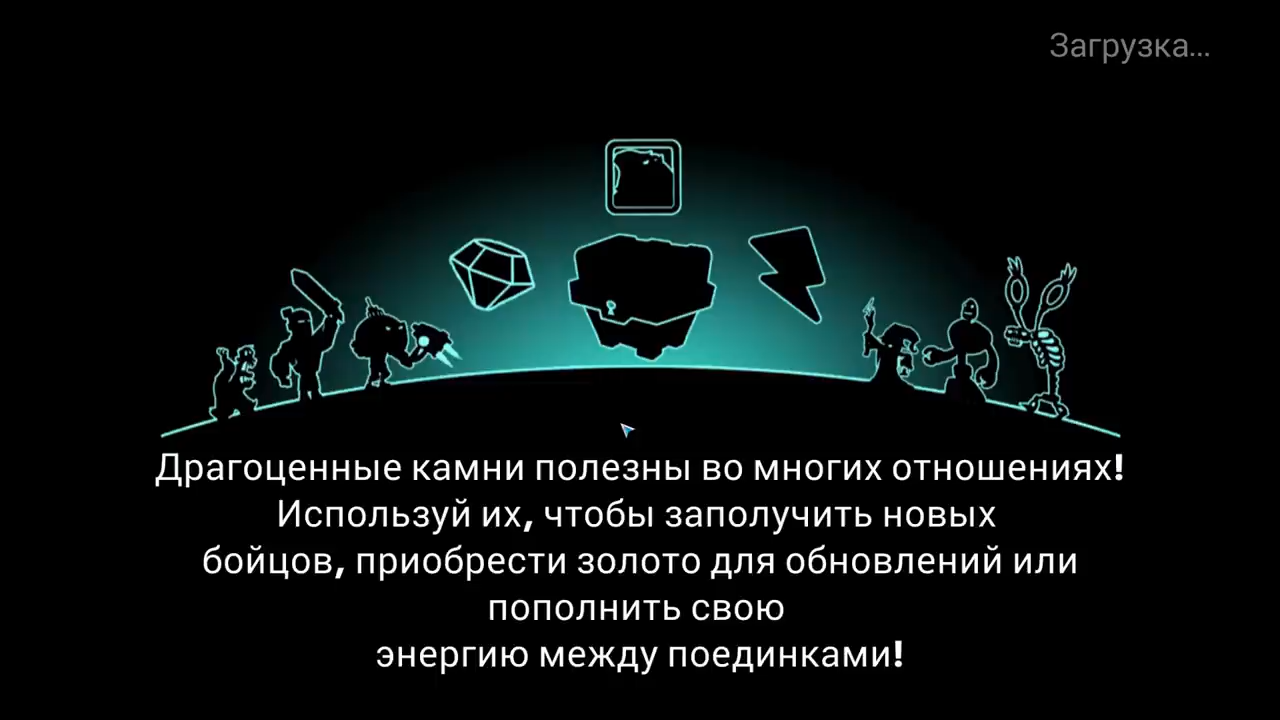 Загрузка...
Драгоценные камни полезны во многих отношениях!
Используй их, чтобы заполучить новых
бойцов, приобрести золото для обновлений или
пополнить свою
энергию между поединками!